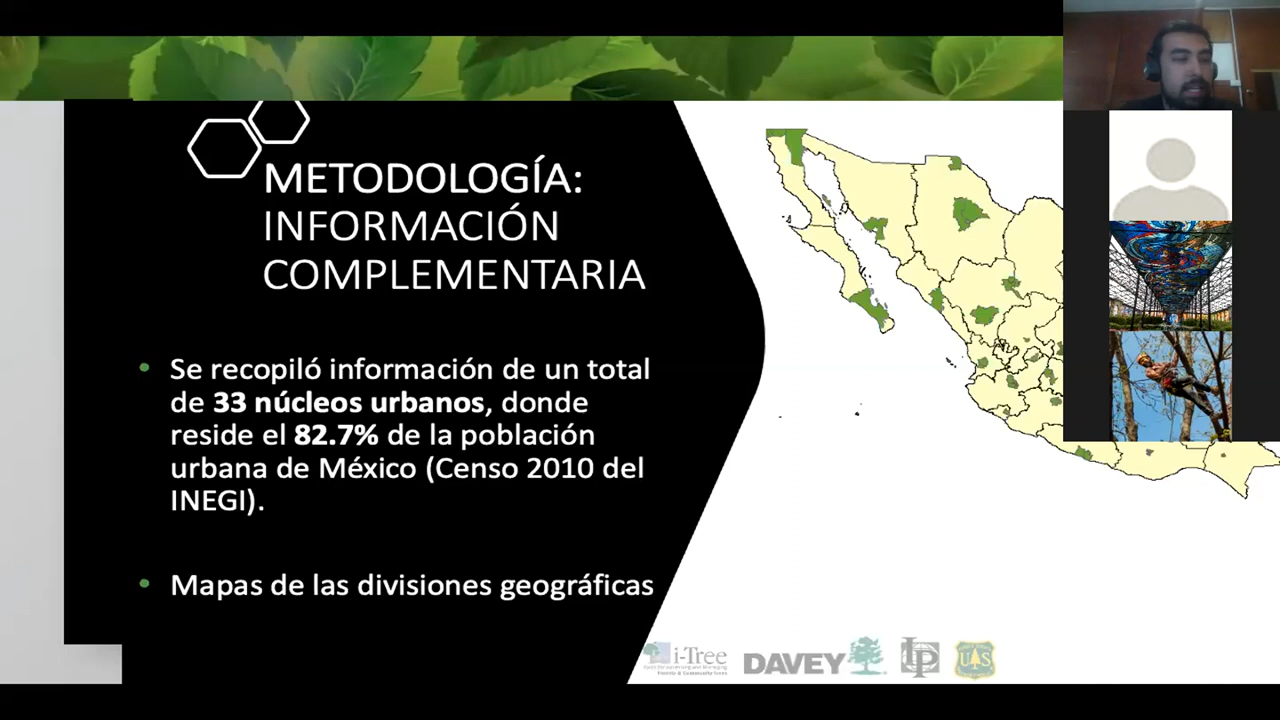 METODOLOGÍA:
INFORMACIÓN
COMPLEMENTARIA
• Se recopiló información de un total
de 33 núcleos urbanos, donde
reside el 82.7% de la población
urbana de México (Censo 2010 del
INEGI).
• Mapas de las divisiones geográficas
i-Tree
DAVEY
UAS